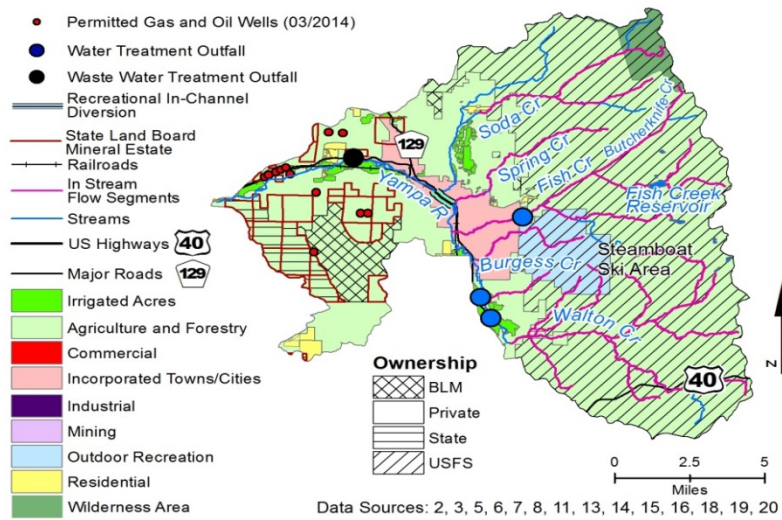 Permitted Gas and Oil Wells (03/2014)
Water Treatment Outfall
Waste Water Treatment Outfall
Recreational In-Channel
Diversion
State Land Board
Mineral Estate
Railroads
In Stream
Flow Segments
Streams
US Highways 40
Major Roads 129
Irrigated Acres
Agriculture and Forestry
Commercial
Incorporated Towns/Cities
Industrial
Mining
Outdoor Recreation
Residential
Wilderness Area
129
Soda Cr
Spring Cr
Fish Cr
Butcherknife Cr
Yampa R
Fish Creek
Reservoir
Steamboat
Ski Area
Burgess Cr
Walton Cr
40
Ownership
BLM
Private
State
USFS
N
0 2.5 5
Miles
Data Sources: 2, 3, 5, 6, 7, 8, 11, 13, 14, 15, 16, 18, 19, 20